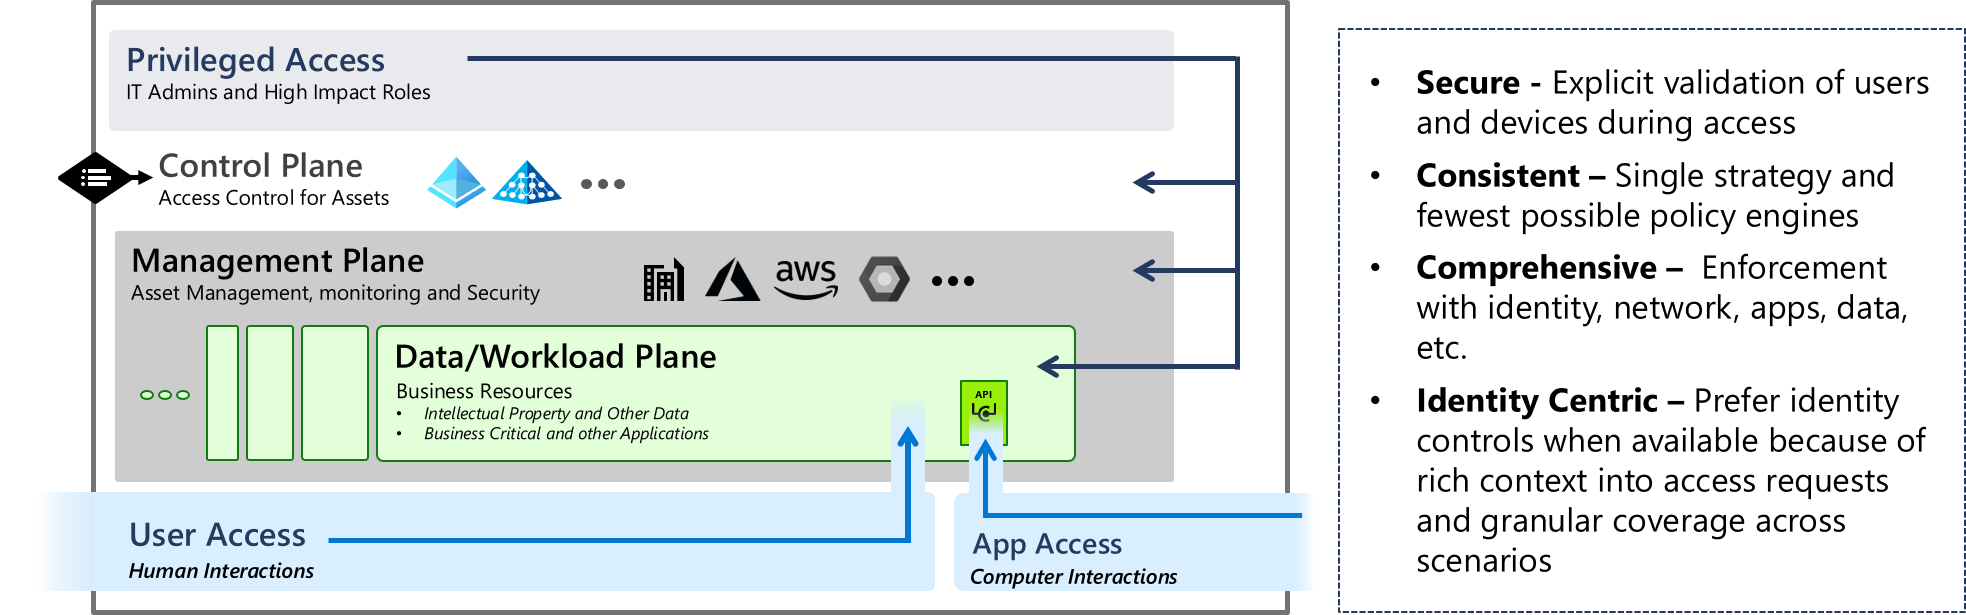 Privileged Access
IT Admins and High Impact Roles
Control Plane
Access Control for Assets
Management Plane
Asset Management, monitoring and Security
aws
Data/Workload Plane
Business Resources
• Intellectual Property and Other Data
• Business Critical and other Applications
API
User Access
Human Interactions
App Access
Computer Interactions
• Secure - Explicit validation of users
and devices during access
• Consistent – Single strategy and
fewest possible policy engines
• Comprehensive – Enforcement
with identity, network, apps, data,
etc.
• Identity Centric – Prefer identity
controls when available because of
rich context into access requests
and granular coverage across
scenarios